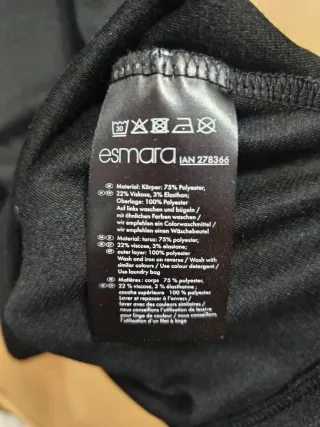 30
esmara IAN 278366
Material: Körper: 75% Polyester,
22% Viskose, 3% Elasthan;
Oberlage: 100% Polyester
Auf links waschen und bügeln /
mit ähnlichen Farben waschen /
wir empfehlen ein Colorwaschmittel /
wir empfehlen einen Wäschebeutel
Material: torso: 75% polyester,
22% viscose, 3% elastane;
outer layer: 100% polyester
Wash and iron on reverse / Wash with
similar colours / Use colour detergent /
Use laundry bag
Matières : corps 75 % polyester,
22 % viscose, 3 % élasthanne ;
couche supérieure 100 % polyester
Laver et repasser à l'envers /
laver avec des couleurs similaires /
nous conseillons l'utilisation de lessive
pour linge de couleur / nous conseillons
l'utilisation d'un filet à linge